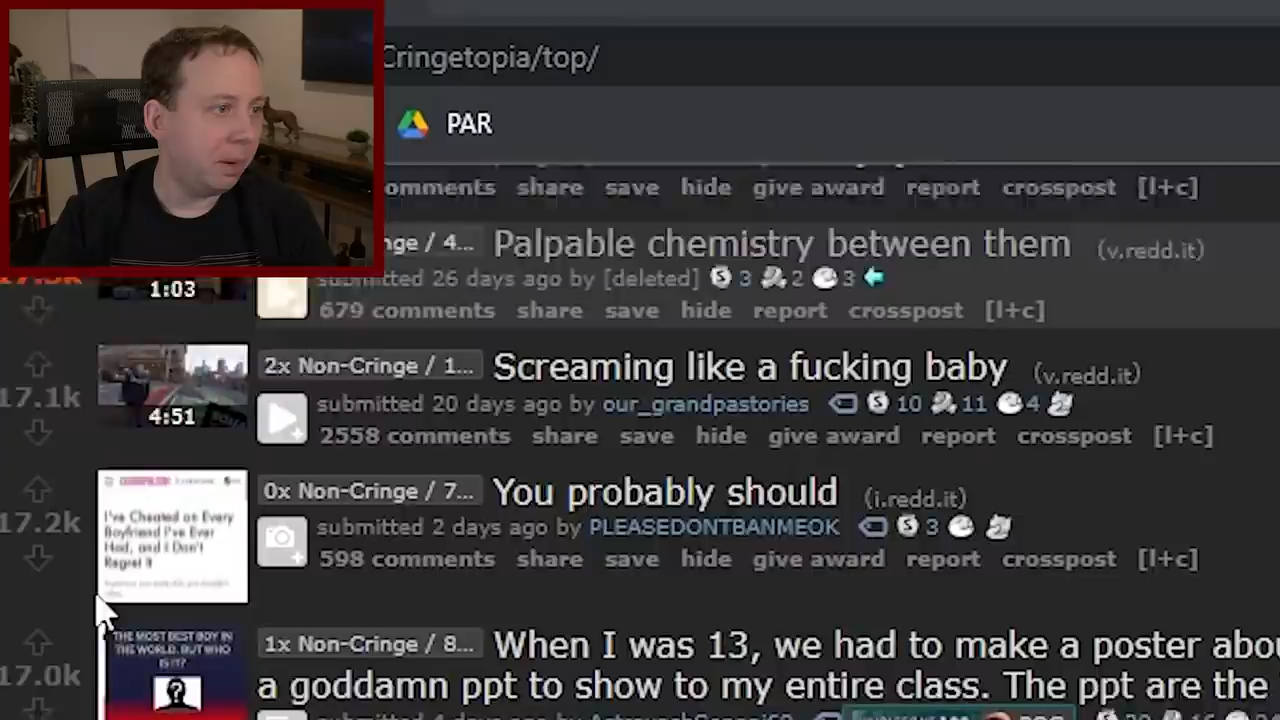 Cringetopia/top/
PAR
omments share save hide give award report crosspost [l+c]
nge / 4... Palpable chemistry between them (v.redd.it)
submitted 26 days ago by [deleted] S 3 2 3
1:03
679 comments share save hide report crosspost [l+c]
2x Non-Cringe / 1... Screaming like a fucking baby (v.redd.it)
17.1k
4:51
submitted 20 days ago by our_grandpastories S 10 11 4
2558 comments share save hide give award report crosspost [l+c]
0x Non-Cringe / 7... You probably should (i.redd.it)
17.2k
I've Cheated on Every
Boyfriend I've Ever
Had, and I Don't
Regret it
submitted 2 days ago by PLEASEDONTBANMEOK S 3
598 comments share save hide give award report crosspost [l+c]
1x Non-Cringe / 8... When I was 13, we had to make a poster abou
17.0k
THE MOST BEST BOY IN
THE WORLD. BUT WHO
IS IT?
?
a goddamn ppt to show to my entire class. The ppt are the